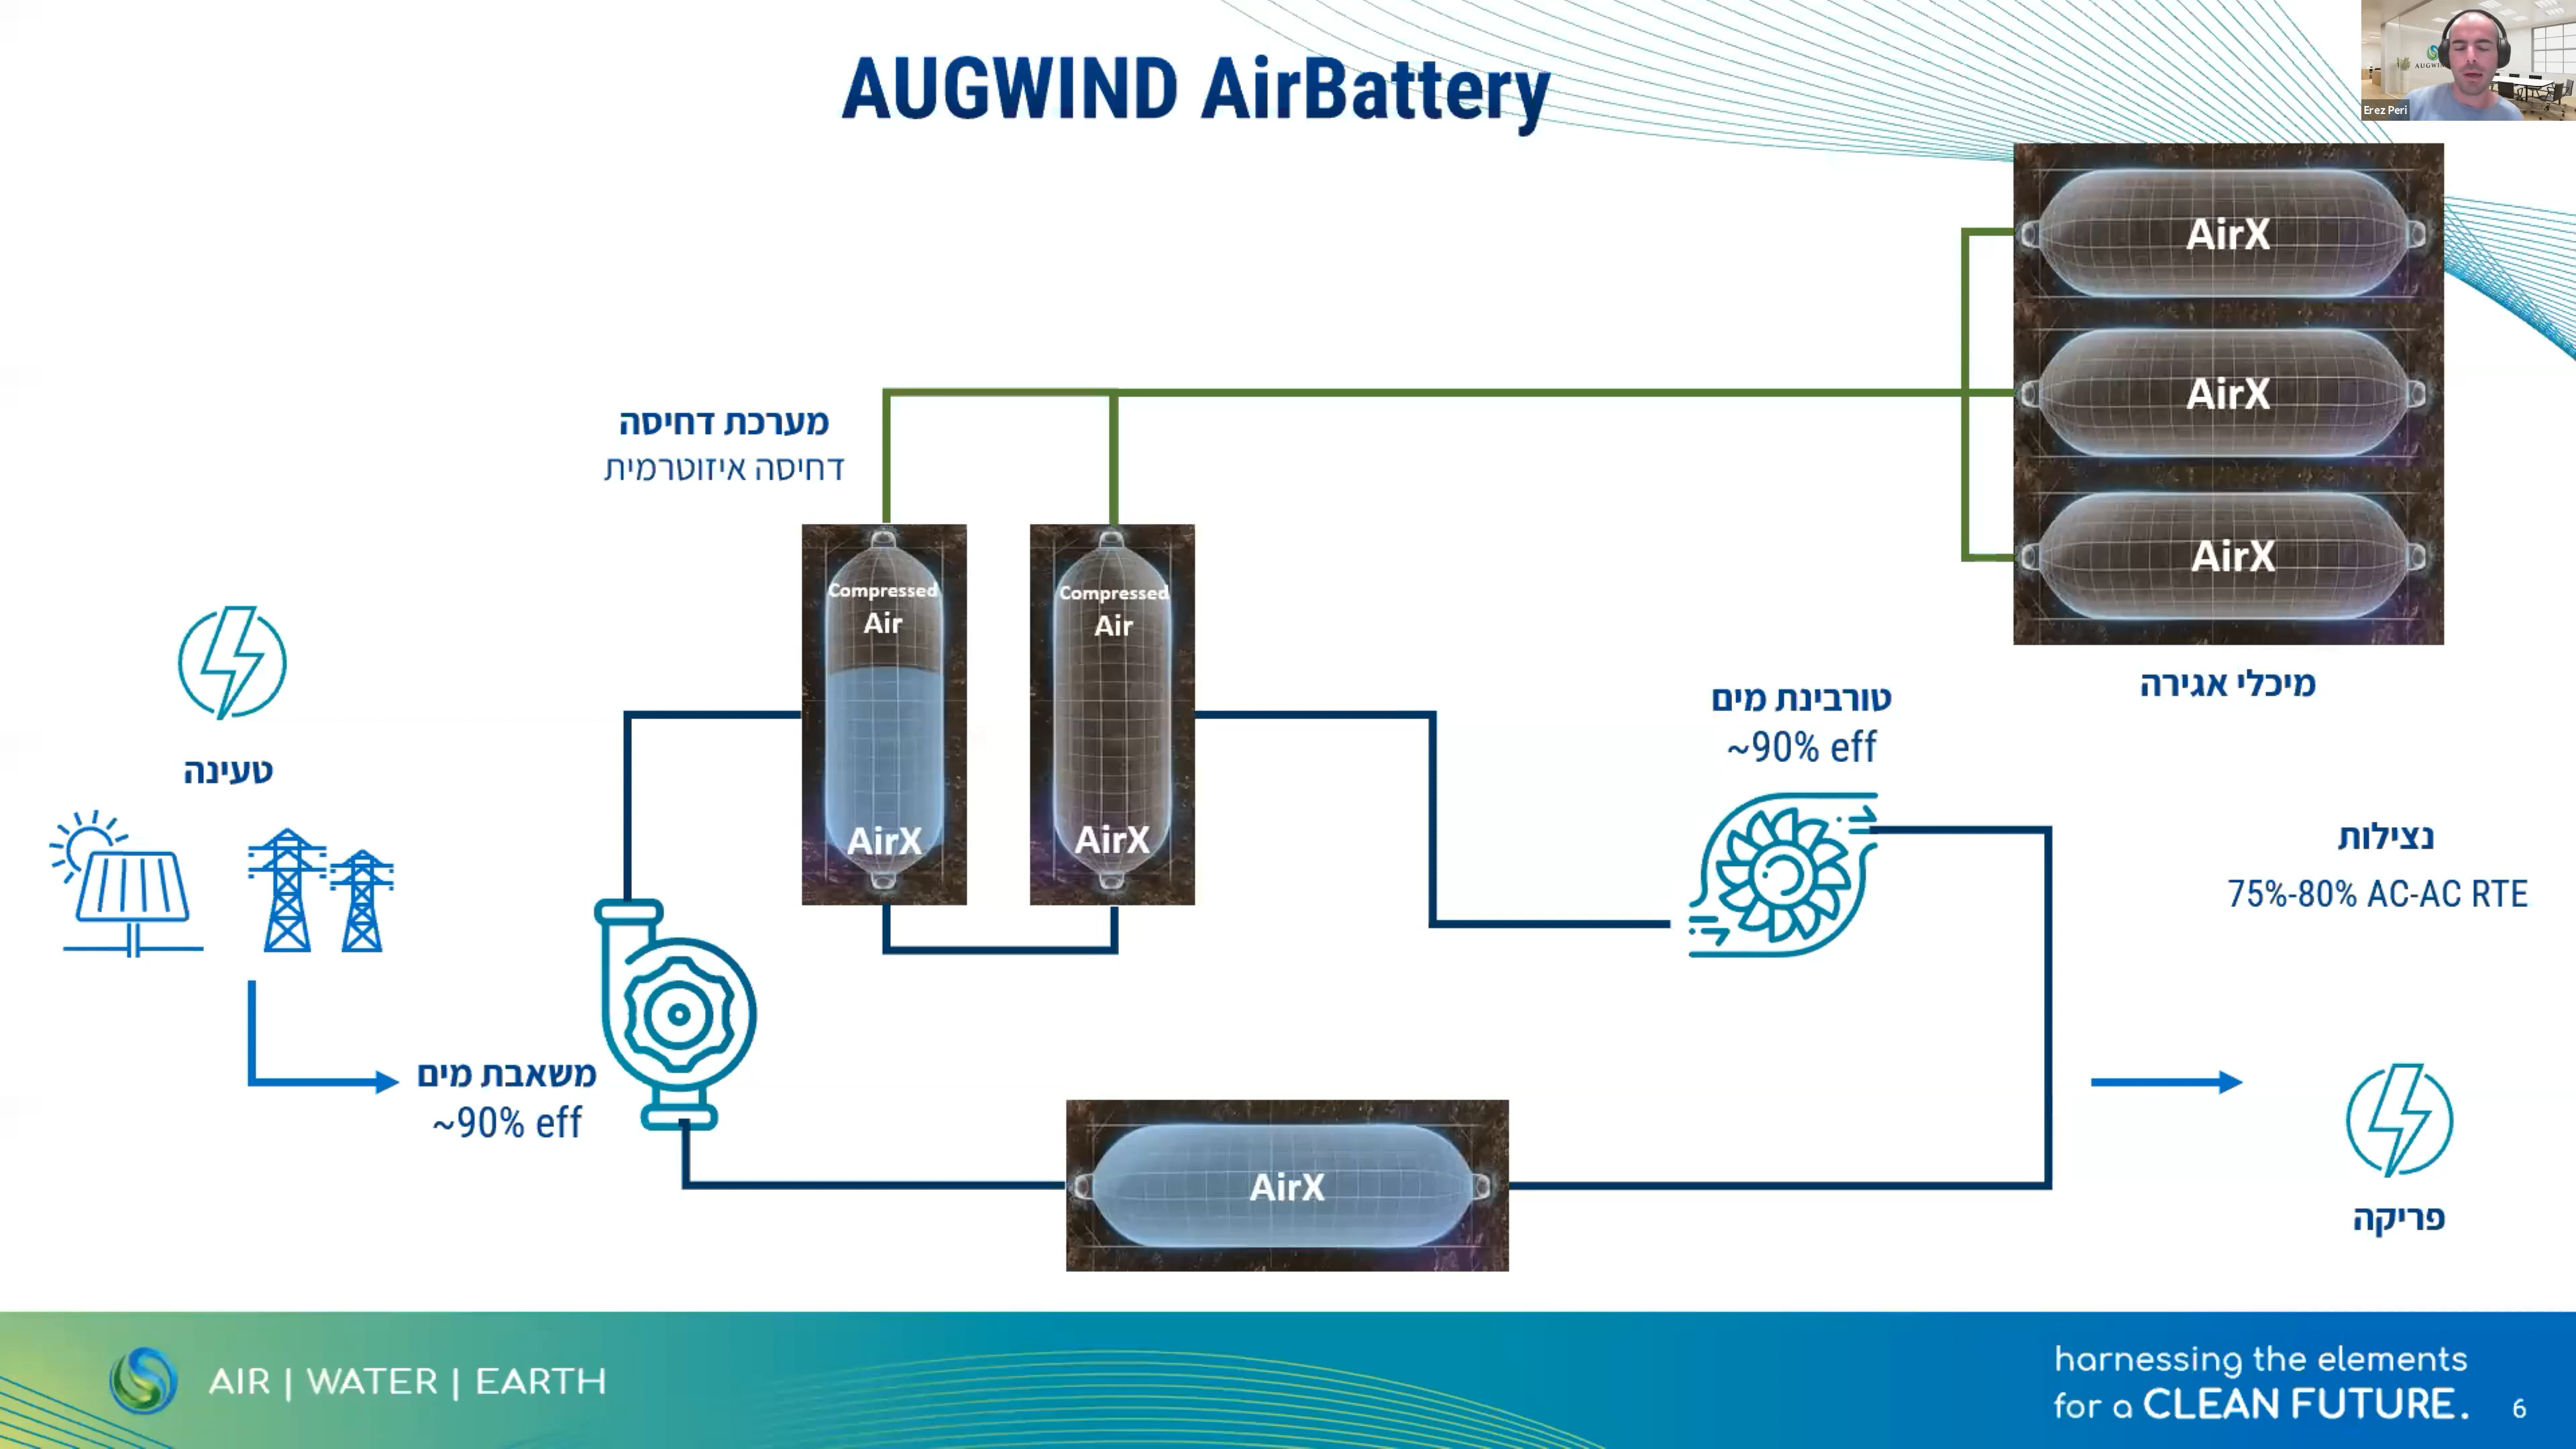 AUGWIND AirBattery
Erez Peri
AirX
AirX
AirX
מיכלי אגירה
מערכת דחיסה
דחיסה איזוטרמית
Compressed
Air
AirX
Compressed
Air
AirX
טעינה
משאבת מים
~90% eff
טורבינת מים
~90% eff
נצילות
75%-80% AC-AC RTE
AirX
פריקה
AIR | WATER | EARTH
harnessing the elements
for a CLEAN FUTURE.
6